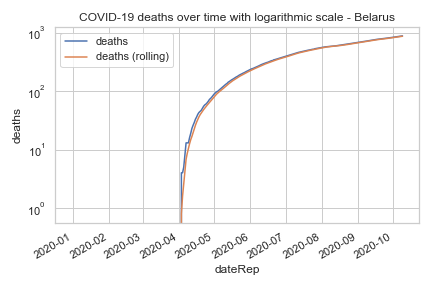 COVID-19 deaths over time with logarithmic scale - Belarus
10³
deaths
deaths (rolling)
10²
deaths
10¹
10⁰
2020-01
2020-02
2020-03
2020-04
2020-05
2020-06
2020-07
2020-08
2020-09
2020-10
dateRep